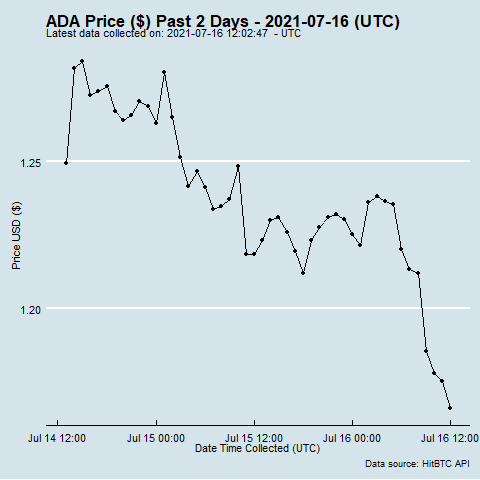 ADA Price ($) Past 2 Days - 2021-07-16 (UTC)
Latest data collected on: 2021-07-16 12:02:47 - UTC
1.25
Price USD ($)
1.20
Jul 14 12:00 Jul 15 00:00 Jul 15 12:00 Jul 16 00:00 Jul 16 12:00
Date Time Collected (UTC)
Data source: HitBTC API